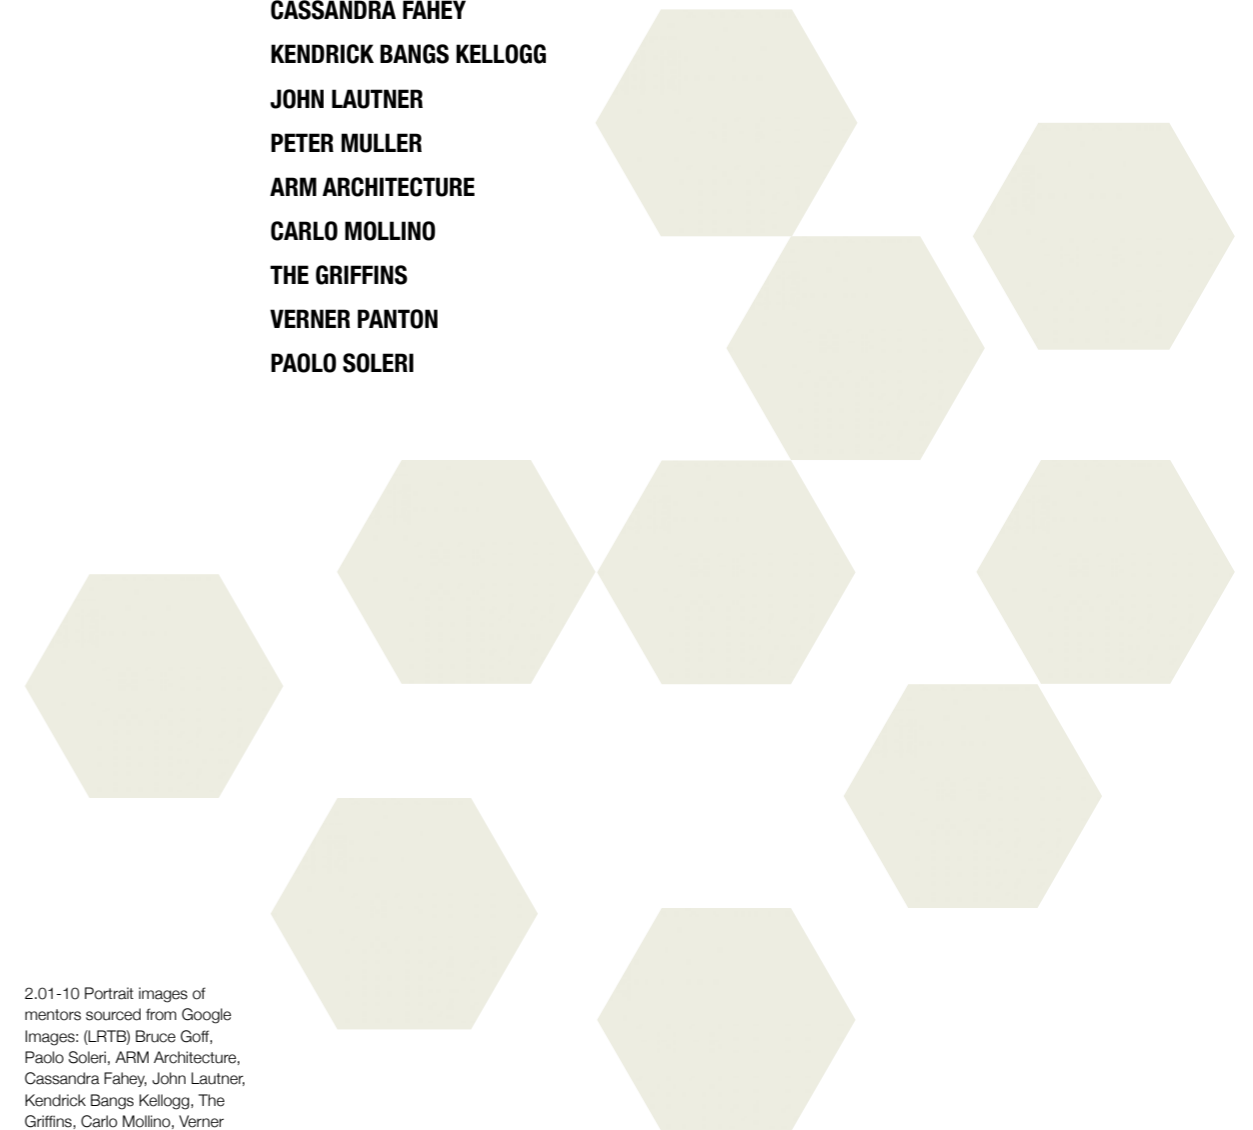 CASSANDRA FAHEY
KENDRICK BANGS KELLOGG
JOHN LAUTNER
PETER MULLER
ARM ARCHITECTURE
CARLO MOLLINO
THE GRIFFINS
VERNER PANTON
PAOLO SOLERI
2.01-10 Portrait images of
mentors sourced from Google
Images: (LRTB) Bruce Goff,
Paolo Soleri, ARM Architecture,
Cassandra Fahey, John Lautner,
Kendrick Bangs Kellogg, The
Griffins, Carlo Mollino, Verner